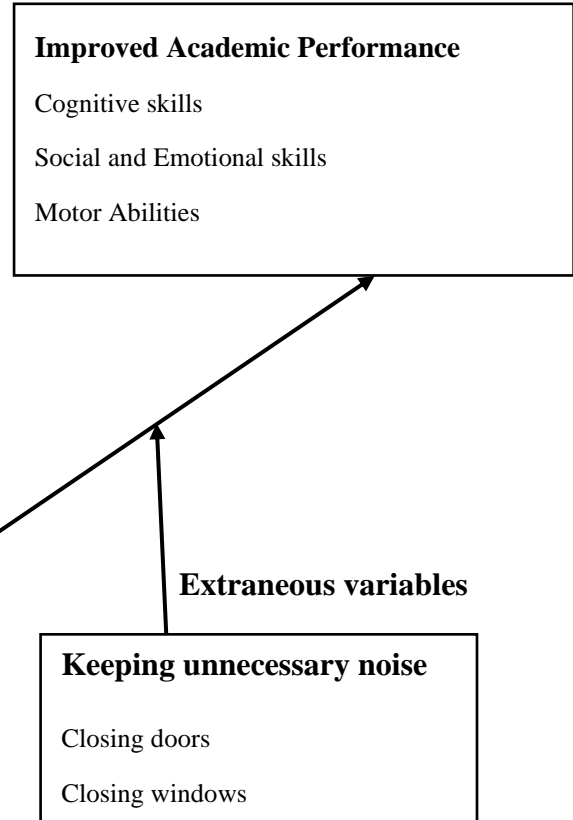 Improved Academic Performance
Cognitive skills
Social and Emotional skills
Motor Abilities
Extraneous variables
Keeping unnecessary noise
Closing doors
Closing windows